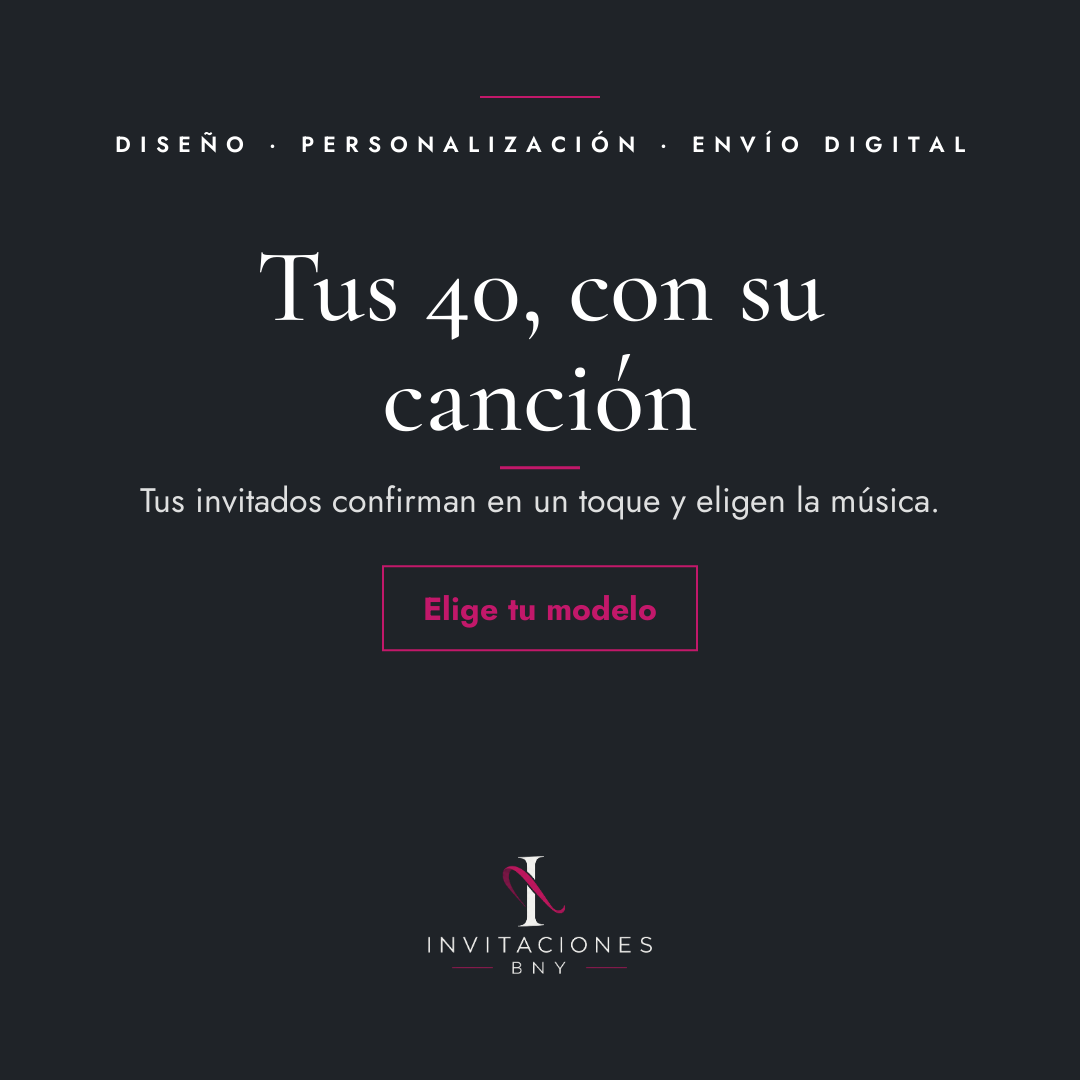 DISEÑO · PERSONALIZACIÓN · ENVÍO DIGITAL
Tus 40, con su
canción
Tus invitados confirman en un toque y eligen la música.
Elige tu modelo
I
INVITACIONES
BNY